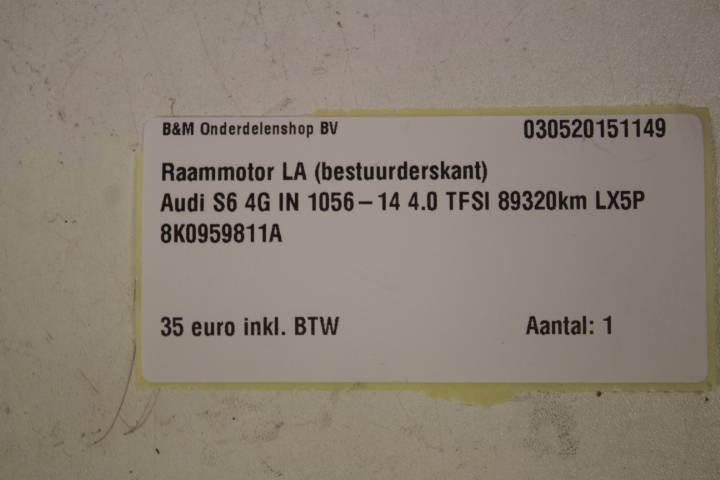 B&M Onderdelenshop BV 030520151149
Raammotor LA (bestuurderskant)
Audi S6 4G IN 1056-14 4.0 TFSI 89320km LX5P
8K0959811A
35 euro inkl. BTW Aantal: 1